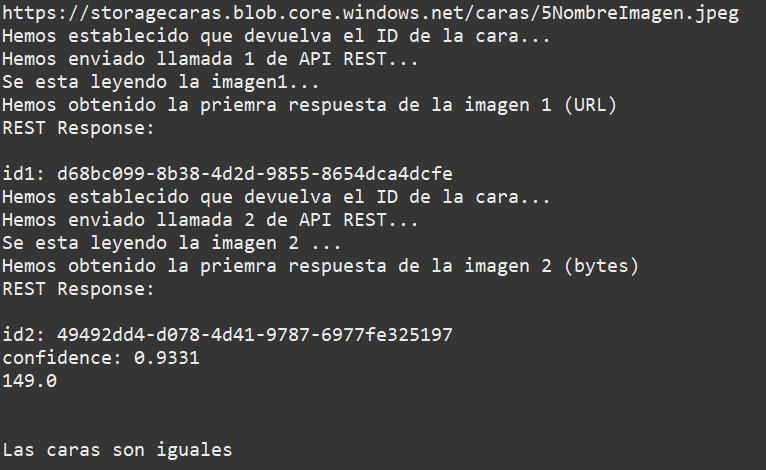 https://storagecaras.blob.core.windows.net/caras/5NombreImagen.jpeg
Hemos establecido que devuelva el ID de la cara...
Hemos enviado llamada 1 de API REST...
Se esta leyendo la imagen1...
Hemos obtenido la priemra respuesta de la imagen 1 (URL)
REST Response:
id1: d68bc099-8b38-4d2d-9855-8654dca4dcfe
Hemos establecido que devuelva el ID de la cara...
Hemos enviado llamada 2 de API REST...
Se esta leyendo la imagen 2 ...
Hemos obtenido la priemra respuesta de la imagen 2 (bytes)
REST Response:
id2: 49492dd4-d078-4d41-9787-6977fe325197
confidence: 0.9331
149.0
Las caras son iguales